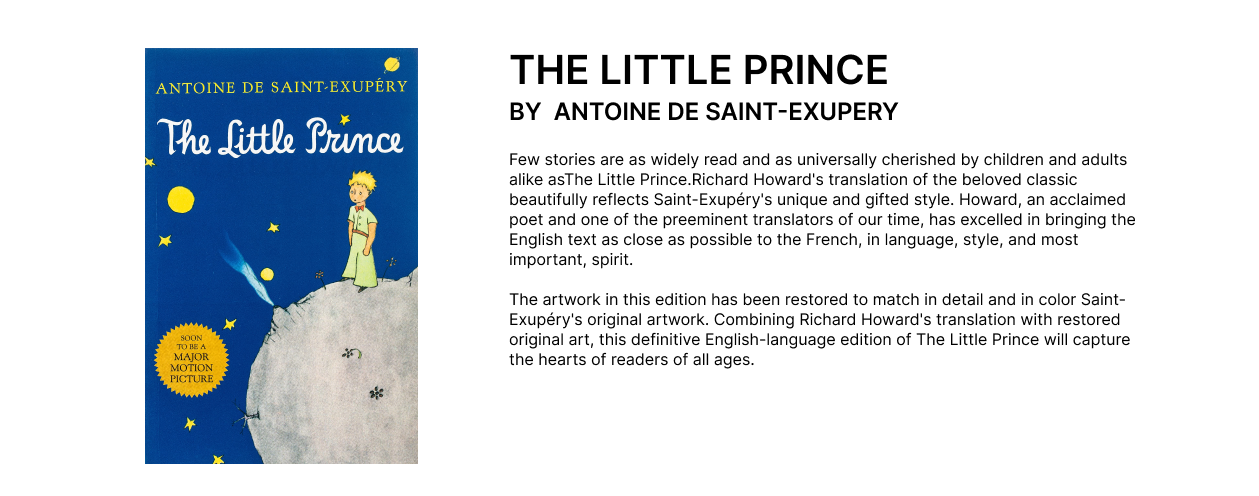 ANTOINE DE SAINT-EXUPÉRY
The Little Prince
SOON
TO BE A
MAJOR
MOTION
PICTURE
THE LITTLE PRINCE
BY  ANTOINE DE SAINT-EXUPERY
Few stories are as widely read and as universally cherished by children and adults
alike asThe Little Prince.Richard Howard's translation of the beloved classic
beautifully reflects Saint-Exupéry's unique and gifted style. Howard, an acclaimed
poet and one of the preeminent translators of our time, has excelled in bringing the
English text as close as possible to the French, in language, style, and most
important, spirit.
The artwork in this edition has been restored to match in detail and in color Saint-
Exupéry's original artwork. Combining Richard Howard's translation with restored
original art, this definitive English-language edition of The Little Prince will capture
the hearts of readers of all ages.